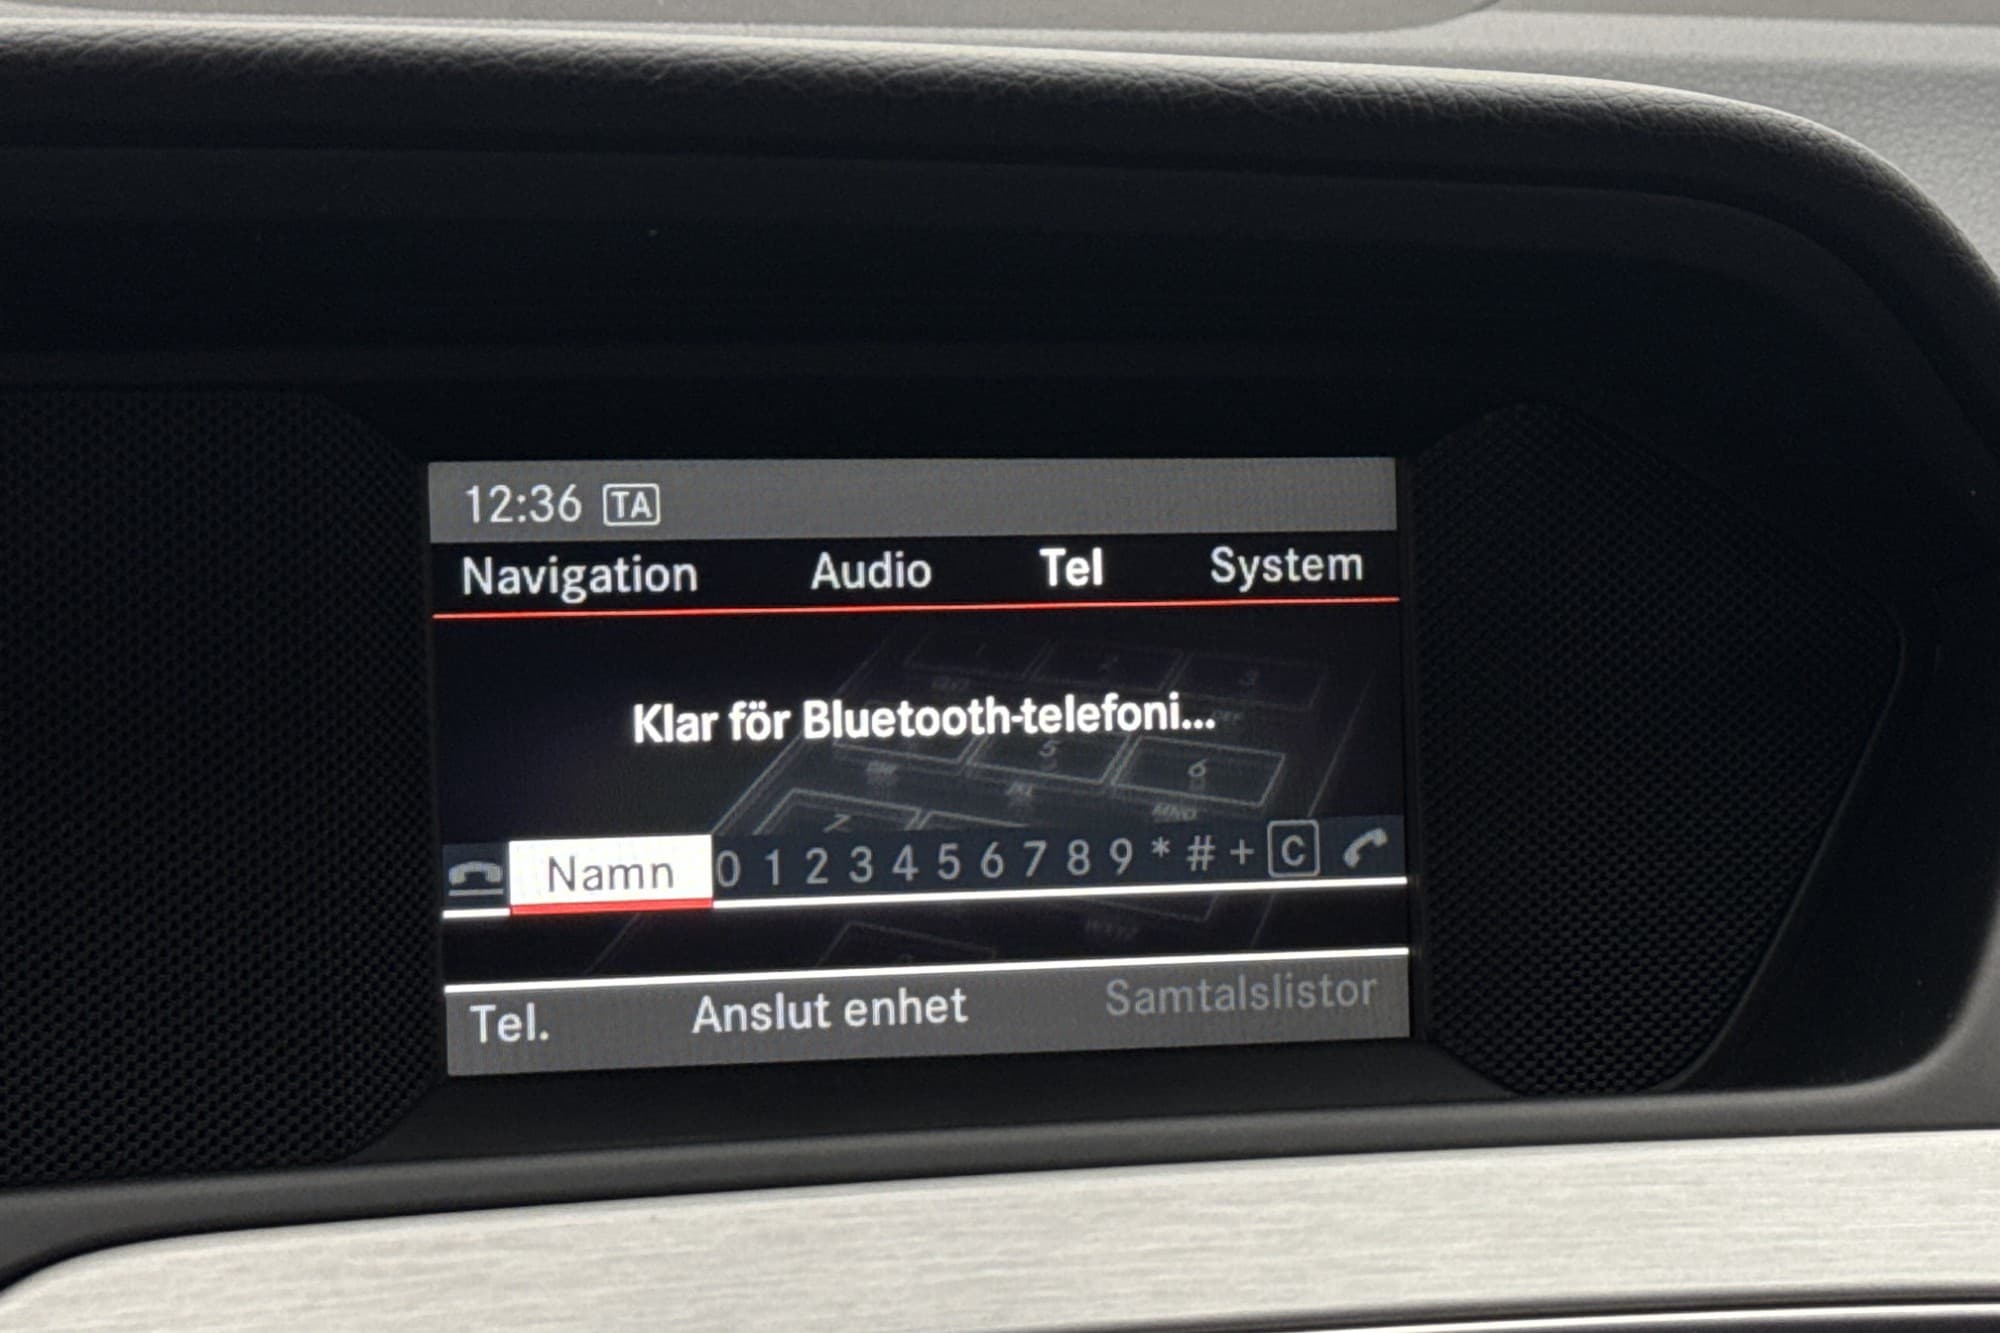 12:36 TA
Navigation Audio Tel System
Klar för Bluetooth-telefoni...
Namn 0 1 2 3 4 5 6 7 8 9 * # + C
Tel. Anslut enhet Samtalslistor